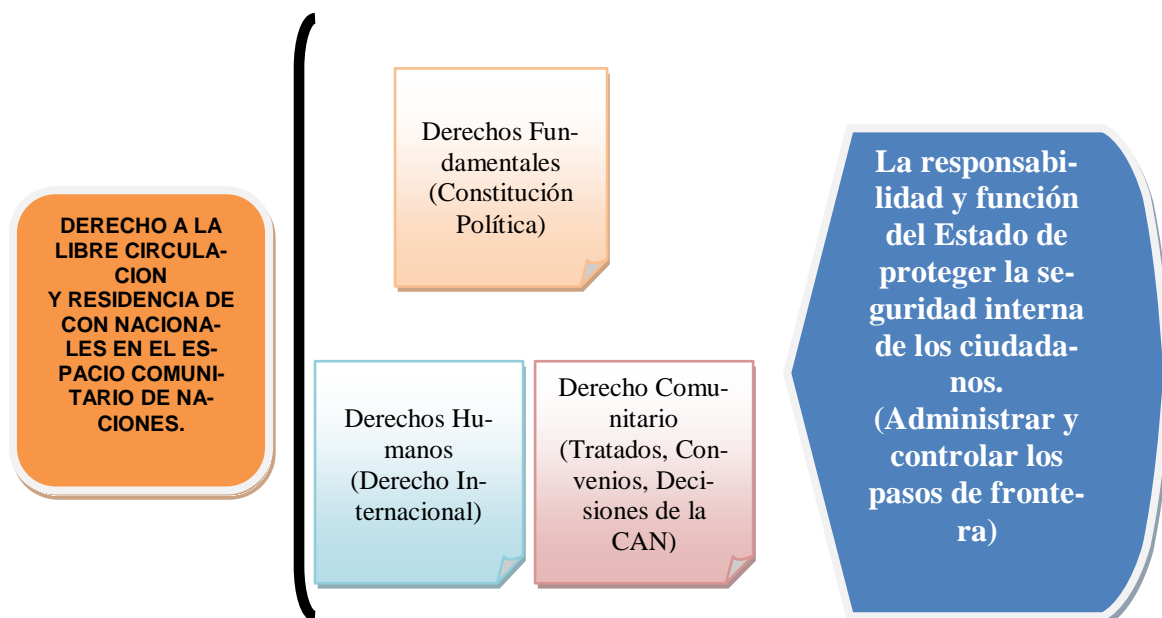 DERECHO A LA
LIBRE CIRCULA-
CION
Y RESIDENCIA DE
CON NACIONA-
LES EN EL ES-
PACIO COMUNI-
TARIO DE NA-
CIONES.
Derechos Fun-
damentales
(Constitución
Política)
Derechos Hu-
manos
(Derecho In-
ternacional)
Derecho Comu-
nitario
(Tratados, Con-
venios, Deci-
siones de la
CAN)
La responsabi-
lidad y función
del Estado de
proteger la se-
guridad interna
de los ciudada-
nos.
(Administrar y
controlar los
pasos de fronte-
ra)